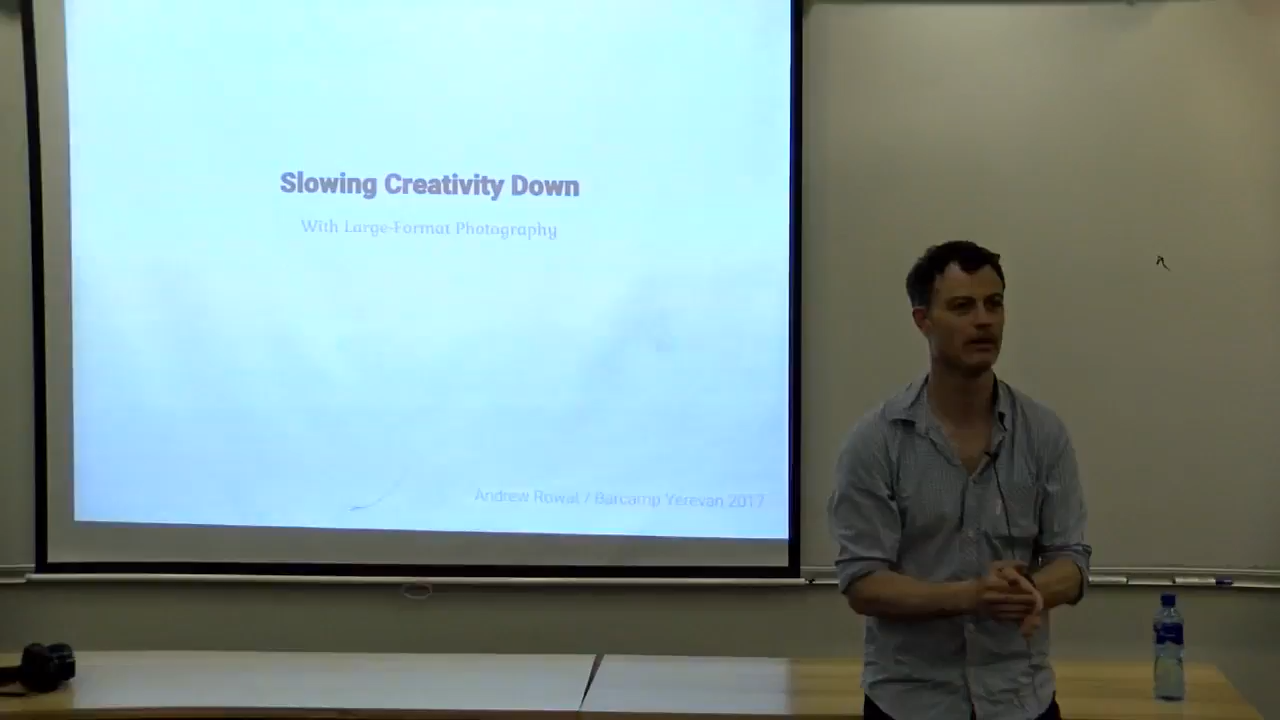 Slowing Creativity Down
With Large-Format Photography
Andrew Rowat / Barcamp Yerevan 2017